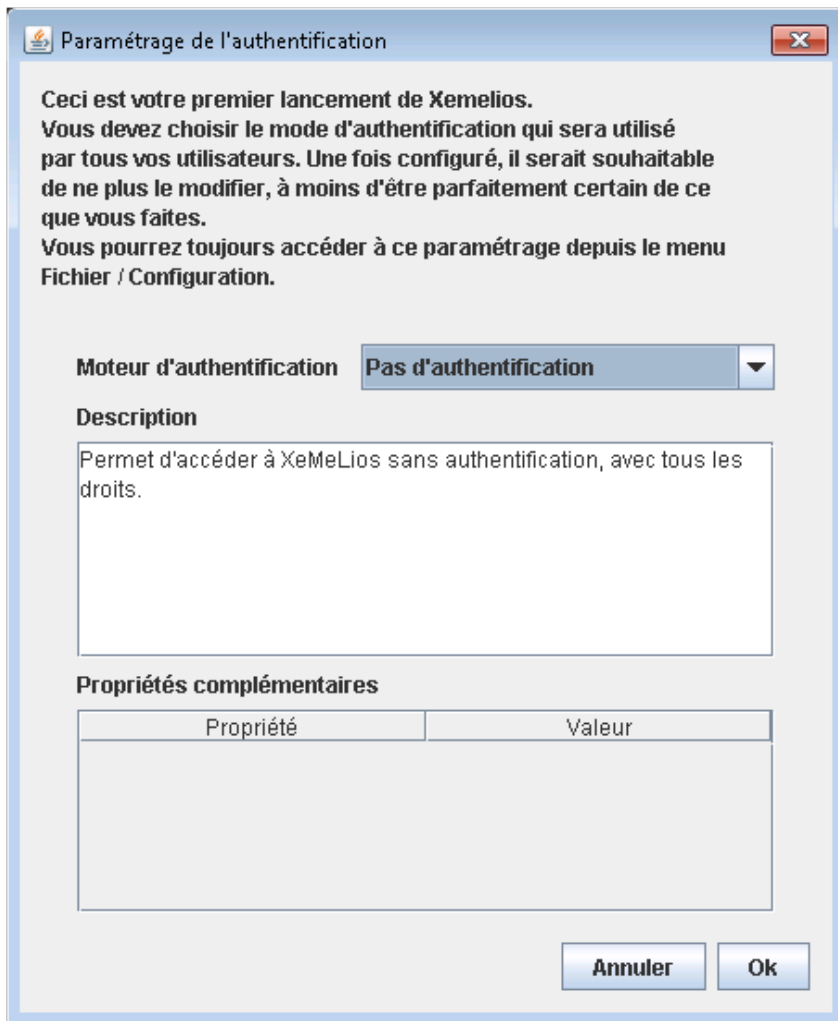 Paramétrage de l'authentification
Ceci est votre premier lancement de Xemelios.
Vous devez choisir le mode d'authentification qui sera utilisé
par tous vos utilisateurs. Une fois configuré, il serait souhaitable
de ne plus le modifier, à moins d'être parfaitement certain de ce
que vous faites.
Vous pourrez toujours accéder à ce paramétrage depuis le menu
Fichier / Configuration.
Moteur d'authentification Pas d'authentification
Description
Permet d'accéder à XeMeLios sans authentification, avec tous les
droits.
Propriétés complémentaires
Propriété Valeur
Annuler Ok